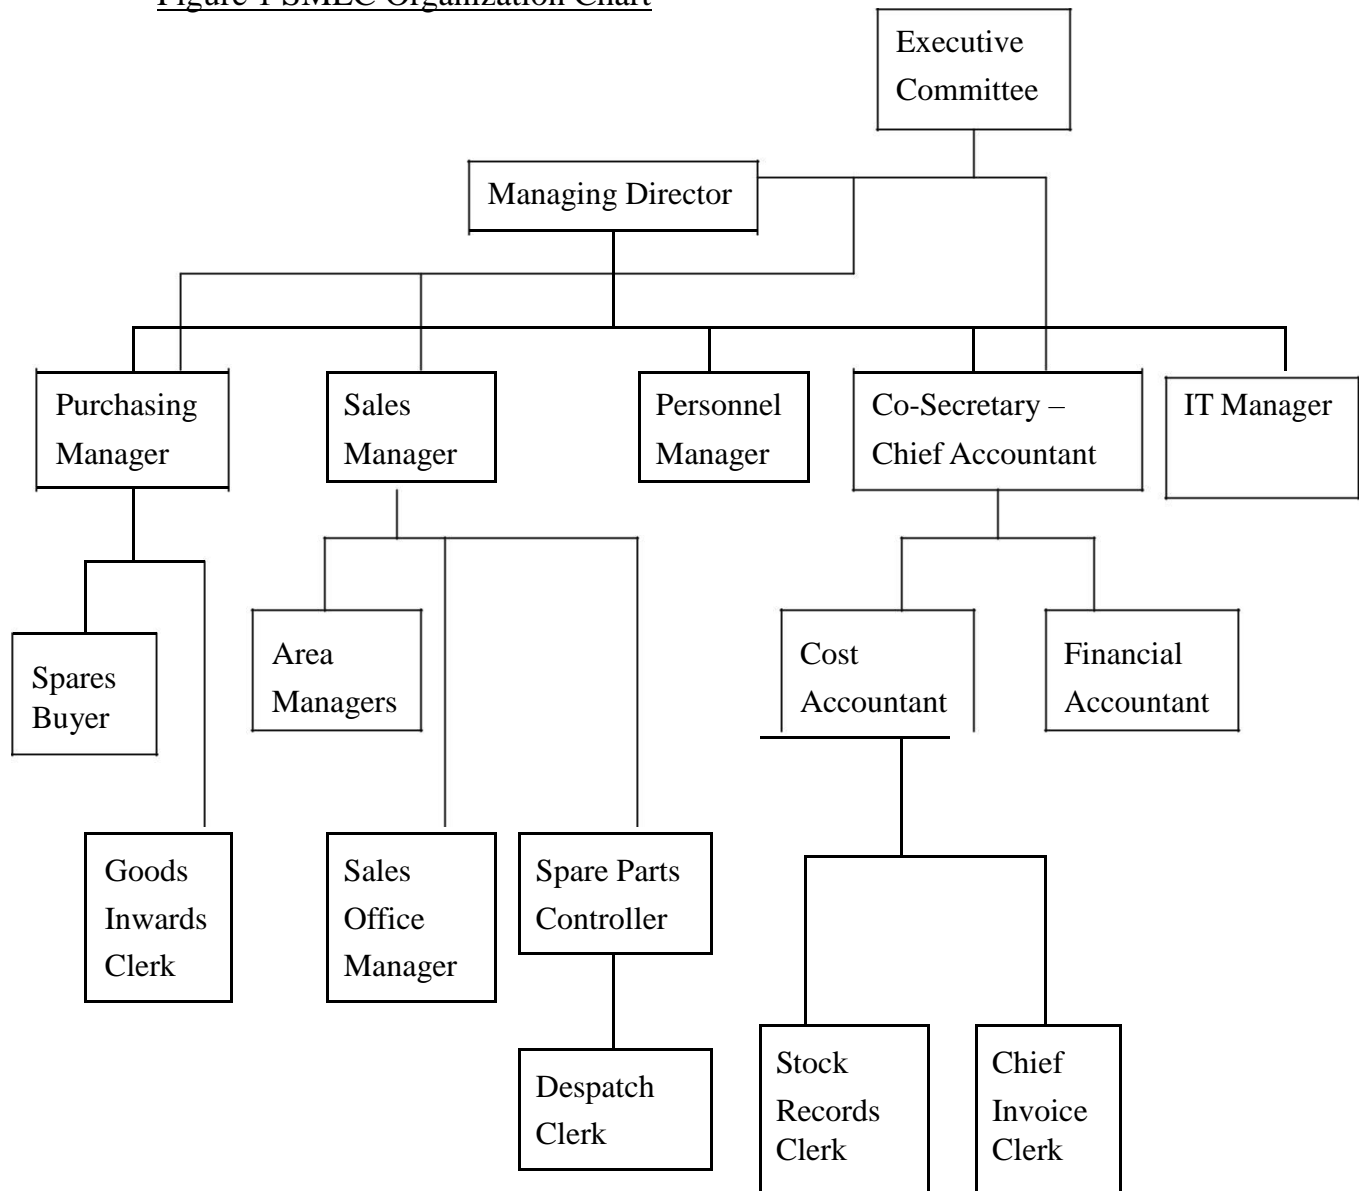 Figure 1 SMLC Organization Chart
Executive
Committee
Managing Director
Purchasing
Manager
Sales
Manager
Personnel
Manager
Co-Secretary –
Chief Accountant
IT Manager
Spares
Buyer
Area
Managers
Cost
Accountant
Financial
Accountant
Goods
Inwards
Clerk
Sales
Office
Manager
Spare Parts
Controller
Despatch
Clerk
Stock
Records
Clerk
Chief
Invoice
Clerk